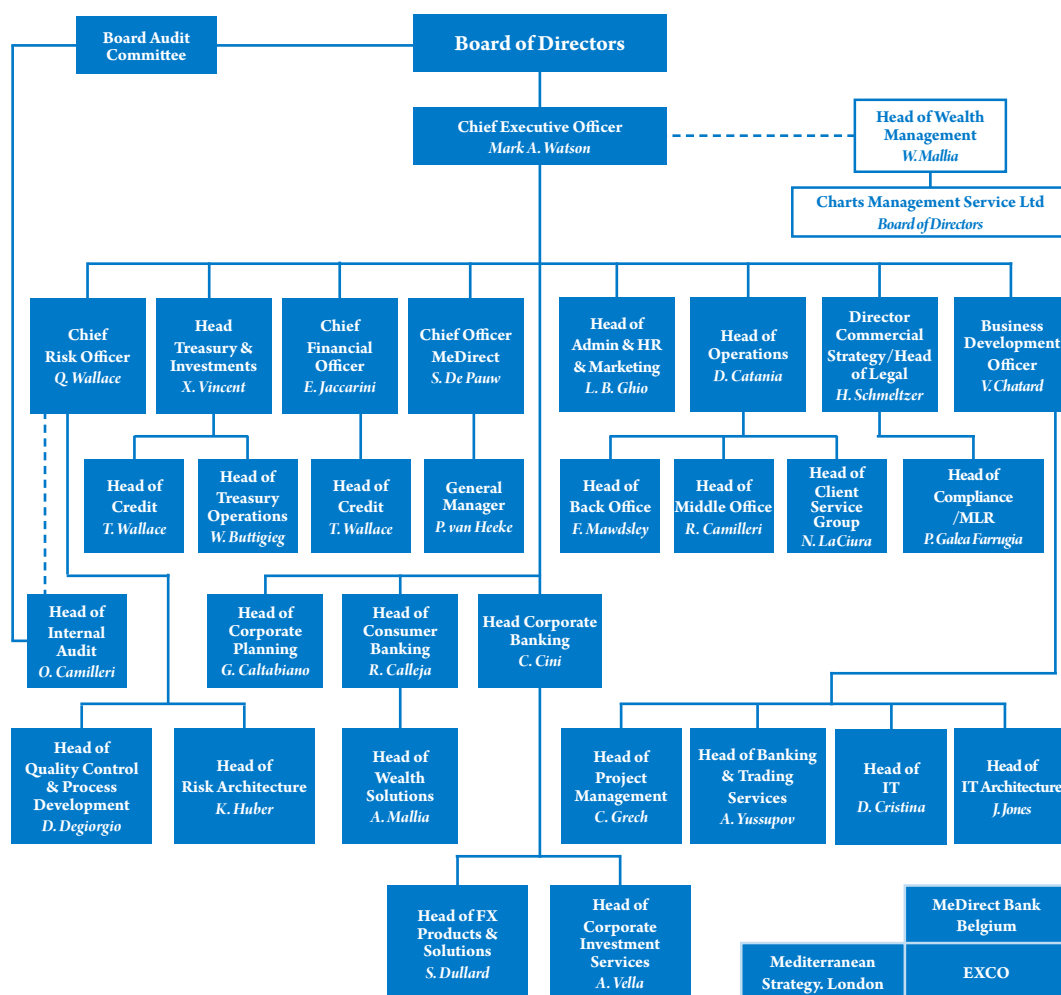 Board Audit
Committee
Board of Directors
Chief Executive Officer
Mark A. Watson
Head of Wealth
Management
W. Mallia
Charts Management Service Ltd
Board of Directors
Chief
Risk Officer
Q. Wallace
Head
Treasury &
Investments
X. Vincent
Chief
Financial
Officer
E. Jaccarini
Chief Officer
MeDirect
S. De Pauw
Head of
Admin & HR
& Marketing
L. B. Ghio
Head of
Operations
D. Catania
Director
Commercial
Strategy/Head
of Legal
H. Schmeltzer
Business
Development
Officer
V. Chatard
Head of
Credit
T. Wallace
Head of
Treasury
Operations
W. Buttigieg
Head of
Credit
T. Wallace
General
Manager
P. van Heeke
Head of
Back Office
F. Mawdsley
Head of
Middle Office
R. Camilleri
Head of
Client
Service
Group
N. LaCiura
Head of
Compliance
/MLR
P. Galea Farrugia
Head of
Internal
Audit
O. Camilleri
Head of
Corporate
Planning
G. Caltabiano
Head of
Consumer
Banking
R. Calleja
Head Corporate
Banking
C. Cini
Head of
Quality Control
& Process
Development
D. Degiorgio
Head of
Risk Architecture
K. Huber
Head of
Wealth
Solutions
A. Mallia
Head of
Project
Management
C. Grech
Head of Banking
& Trading
Services
A. Yussupov
Head of
IT
D. Cristina
Head of
IT Architecture
J. Jones
Head of FX
Products &
Solutions
S. Dullard
Head of
Corporate
Investment
Services
A. Vella
MeDirect Bank
Belgium
Mediterranean
Strategy. London
EXCO